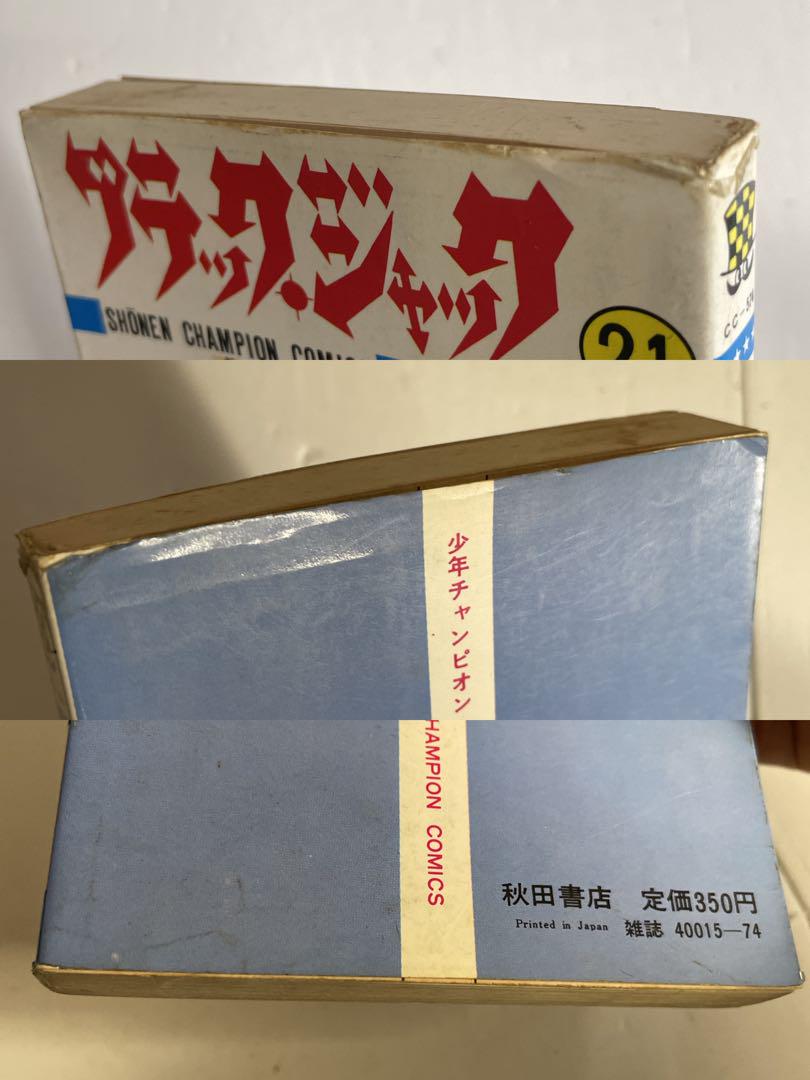 ブラック・ジャック
SHŌNEN CHAMPION COMIC
21
少年チャンピオン
HAMPION COMICS
秋田書店 定価350円
Printed in Japan 雑誌 40015—74